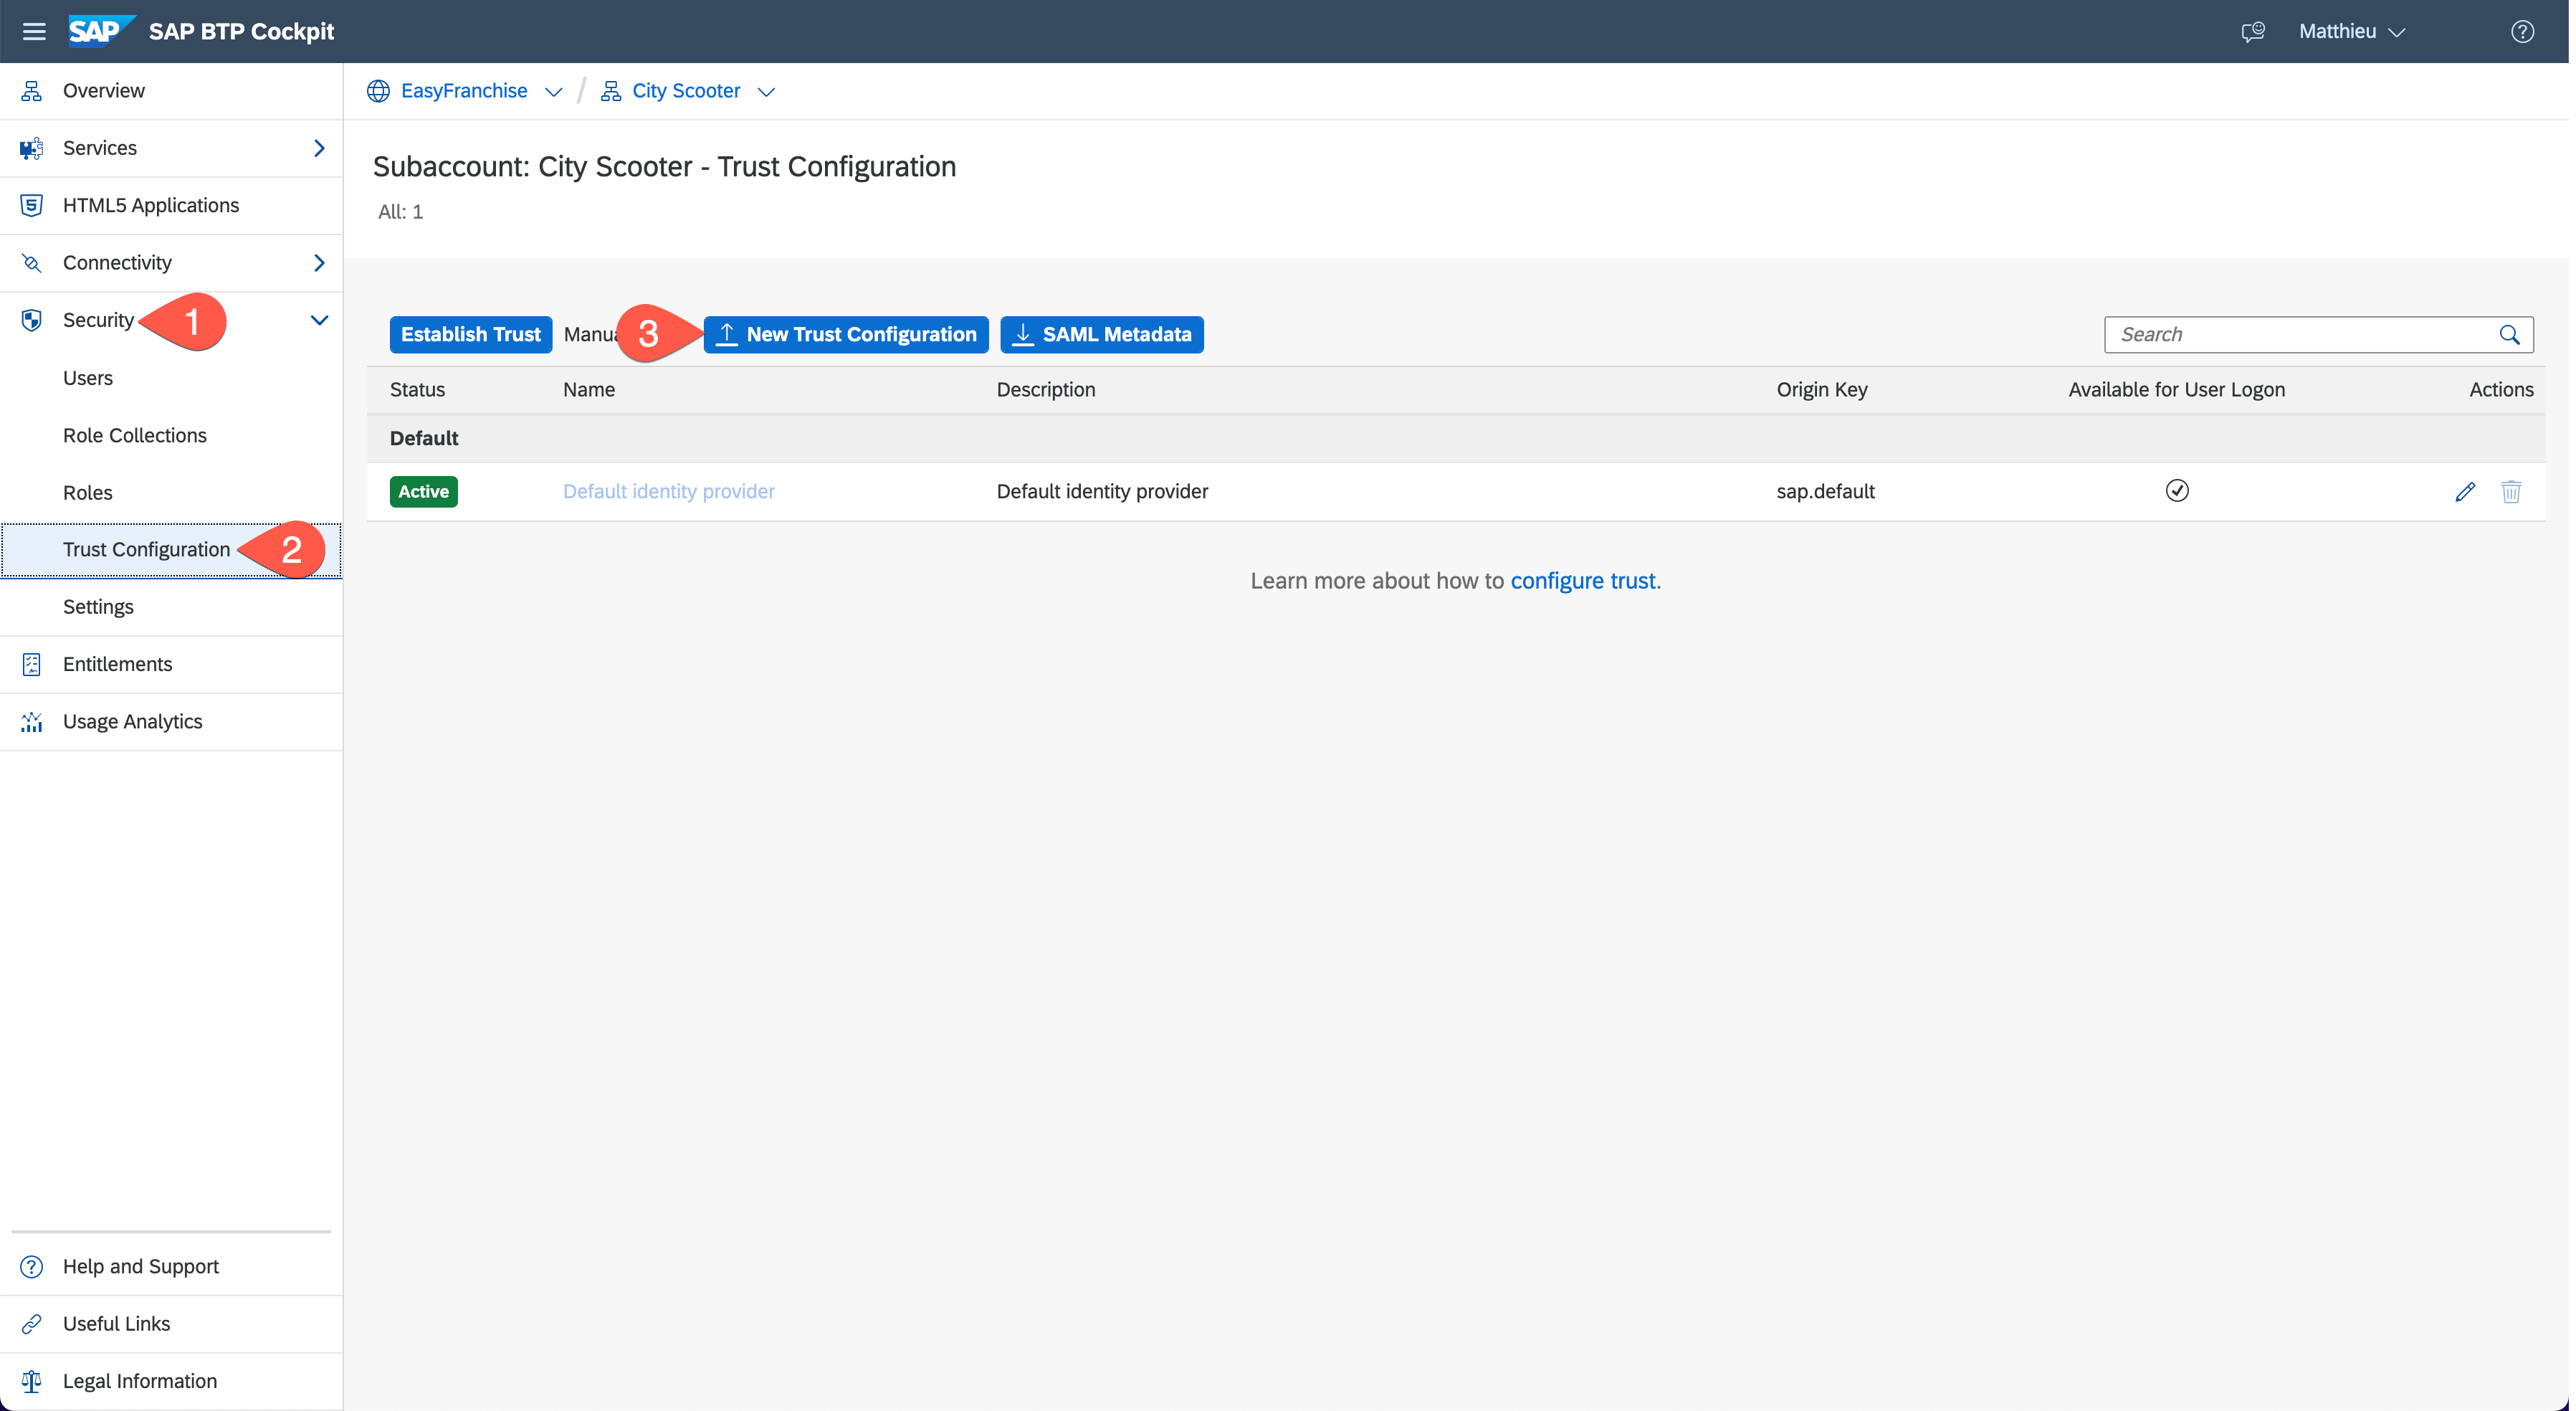 SAP SAP BTP Cockpit
Matthieu
Overview
Services
HTML5 Applications
Connectivity
Security 1
Users
Role Collections
Roles
Trust Configuration 2
Settings
Entitlements
Usage Analytics
Help and Support
Useful Links
Legal Information
EasyFranchise / City Scooter
Subaccount: City Scooter - Trust Configuration
All: 1
Establish Trust 3 New Trust Configuration SAML Metadata
Search
Status Name Description Origin Key Available for User Logon Actions
Default
Active Default identity provider Default identity provider sap.default
Learn more about how to configure trust.